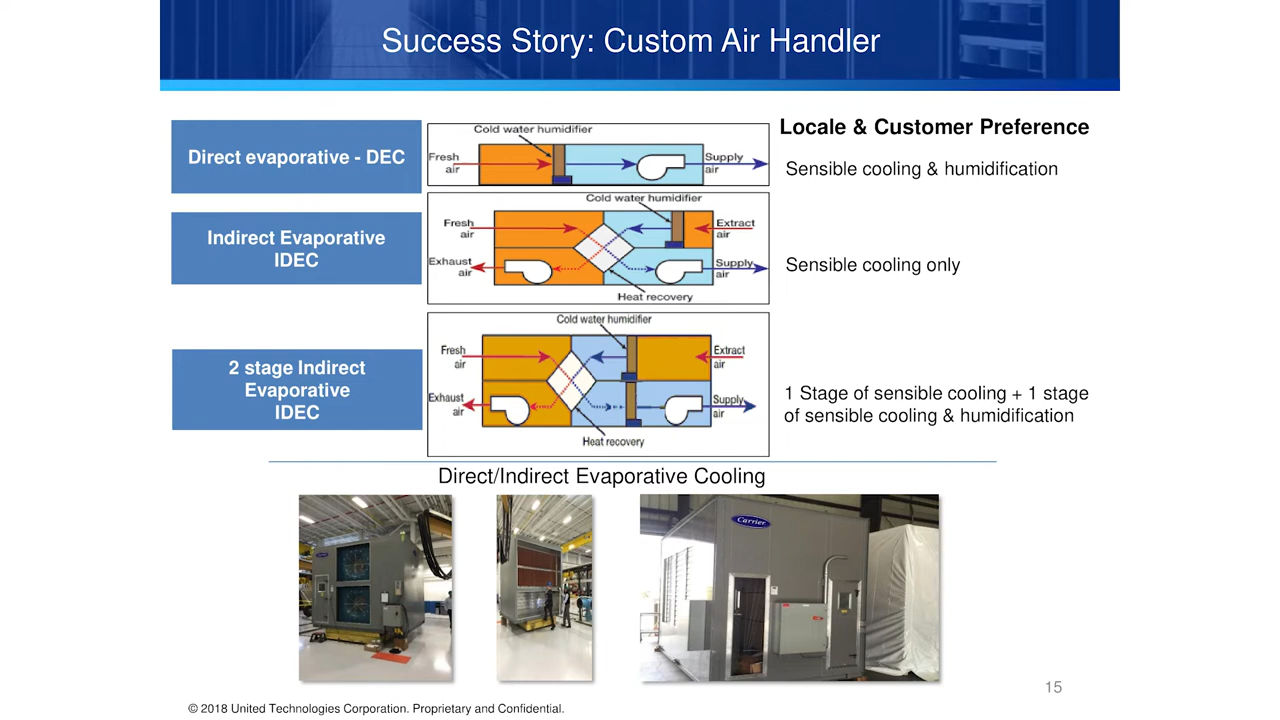 Success Story: Custom Air Handler
Locale & Customer Preference
Direct evaporative - DEC
Cold water humidifier
Fresh
air
Supply
air
Sensible cooling & humidification
Indirect Evaporative
IDEC
Cold water humidifier
Fresh
air
Extract
air
Exhaust
air
Supply
air
Heat recovery
Sensible cooling only
2 stage Indirect
Evaporative
IDEC
Cold water humidifier
Fresh
air
Extract
air
Exhaust
air
Supply
air
Heat recovery
1 Stage of sensible cooling + 1 stage
of sensible cooling & humidification
Direct/Indirect Evaporative Cooling
Carrier
15
© 2018 United Technologies Corporation. Proprietary and Confidential.